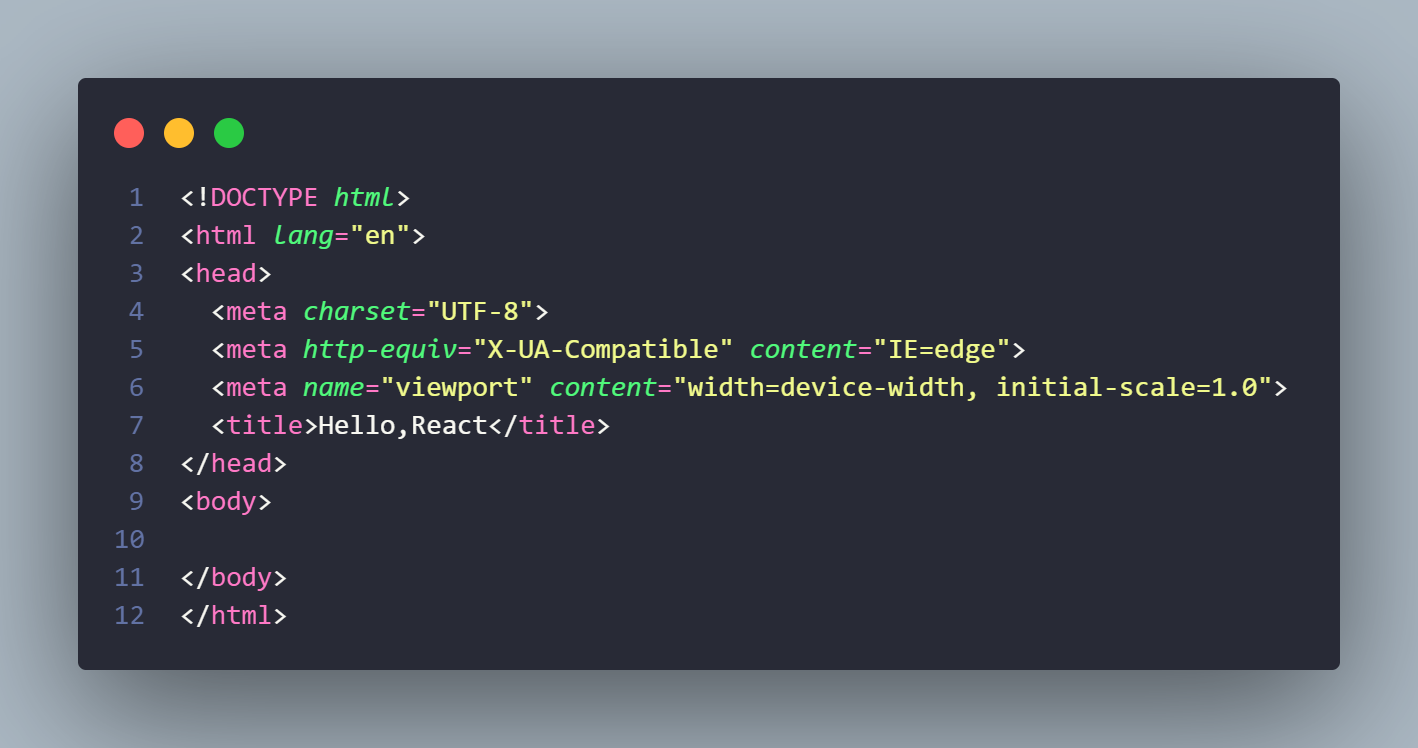 1 <!DOCTYPE html>
2 <html lang="en">
3 <head>
4   <meta charset="UTF-8">
5   <meta http-equiv="X-UA-Compatible" content="IE=edge">
6   <meta name="viewport" content="width=device-width, initial-scale=1.0">
7   <title>Hello,React</title>
8 </head>
9 <body>
10
11 </body>
12 </html>